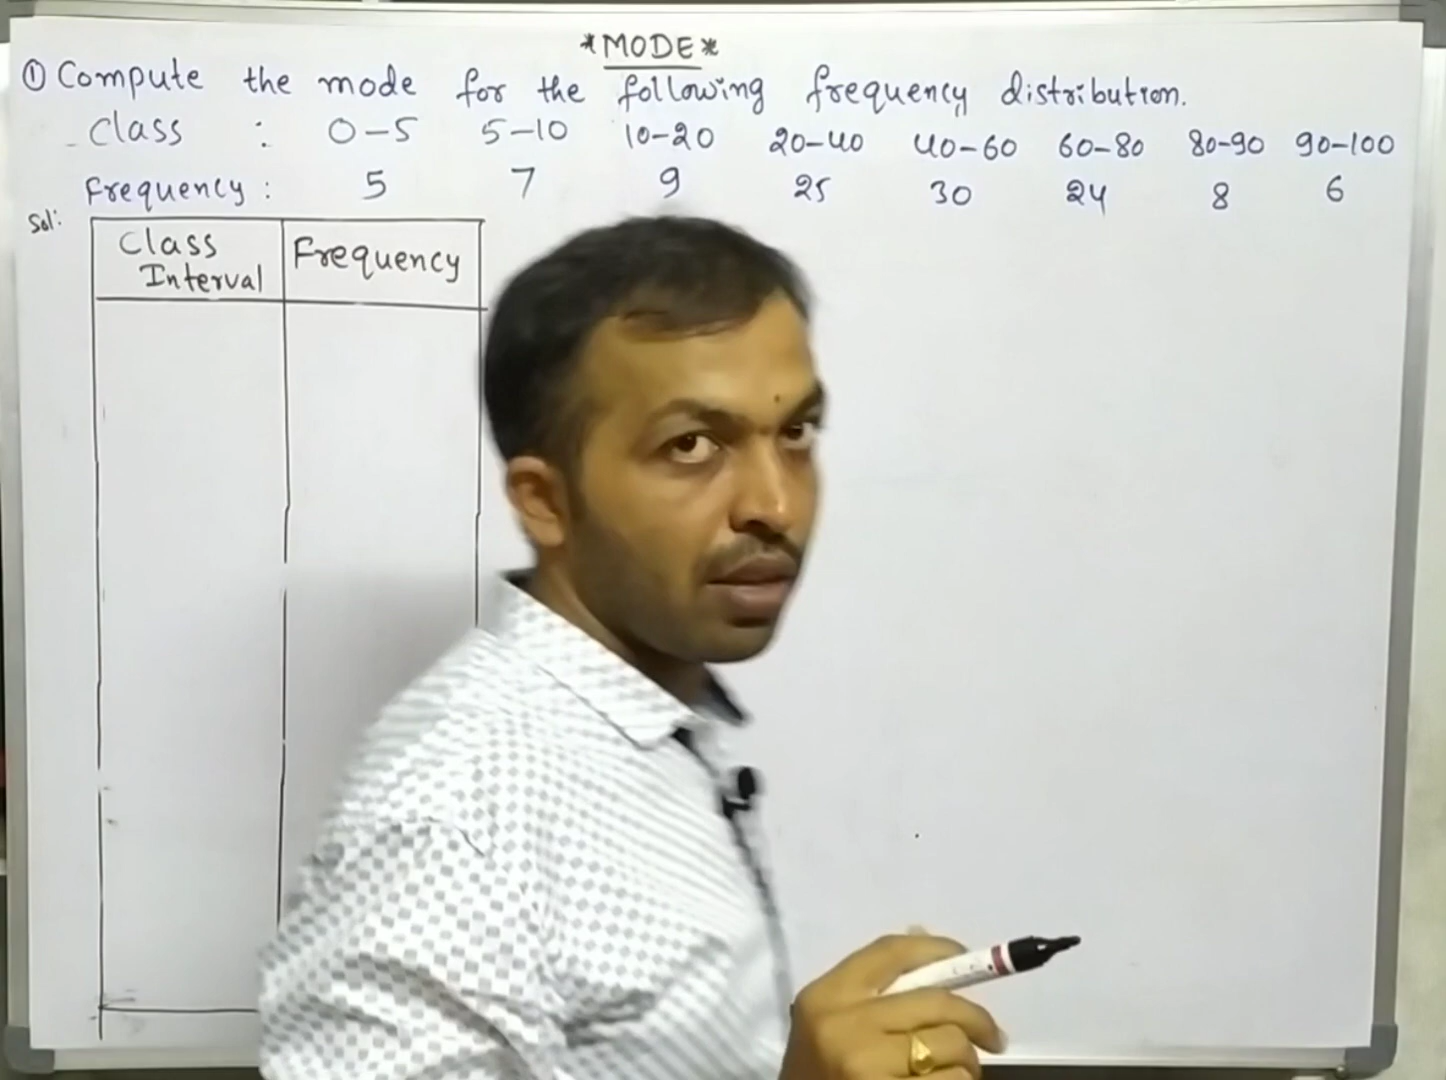 *MODE*
① Compute the mode for the following frequency distribution.
Class : 0-5 5-10 10-20 20-40 40-60 60-80 80-90 90-100
Frequency : 5 7 9 25 30 24 8 6
Sol:
Class Interval Frequency